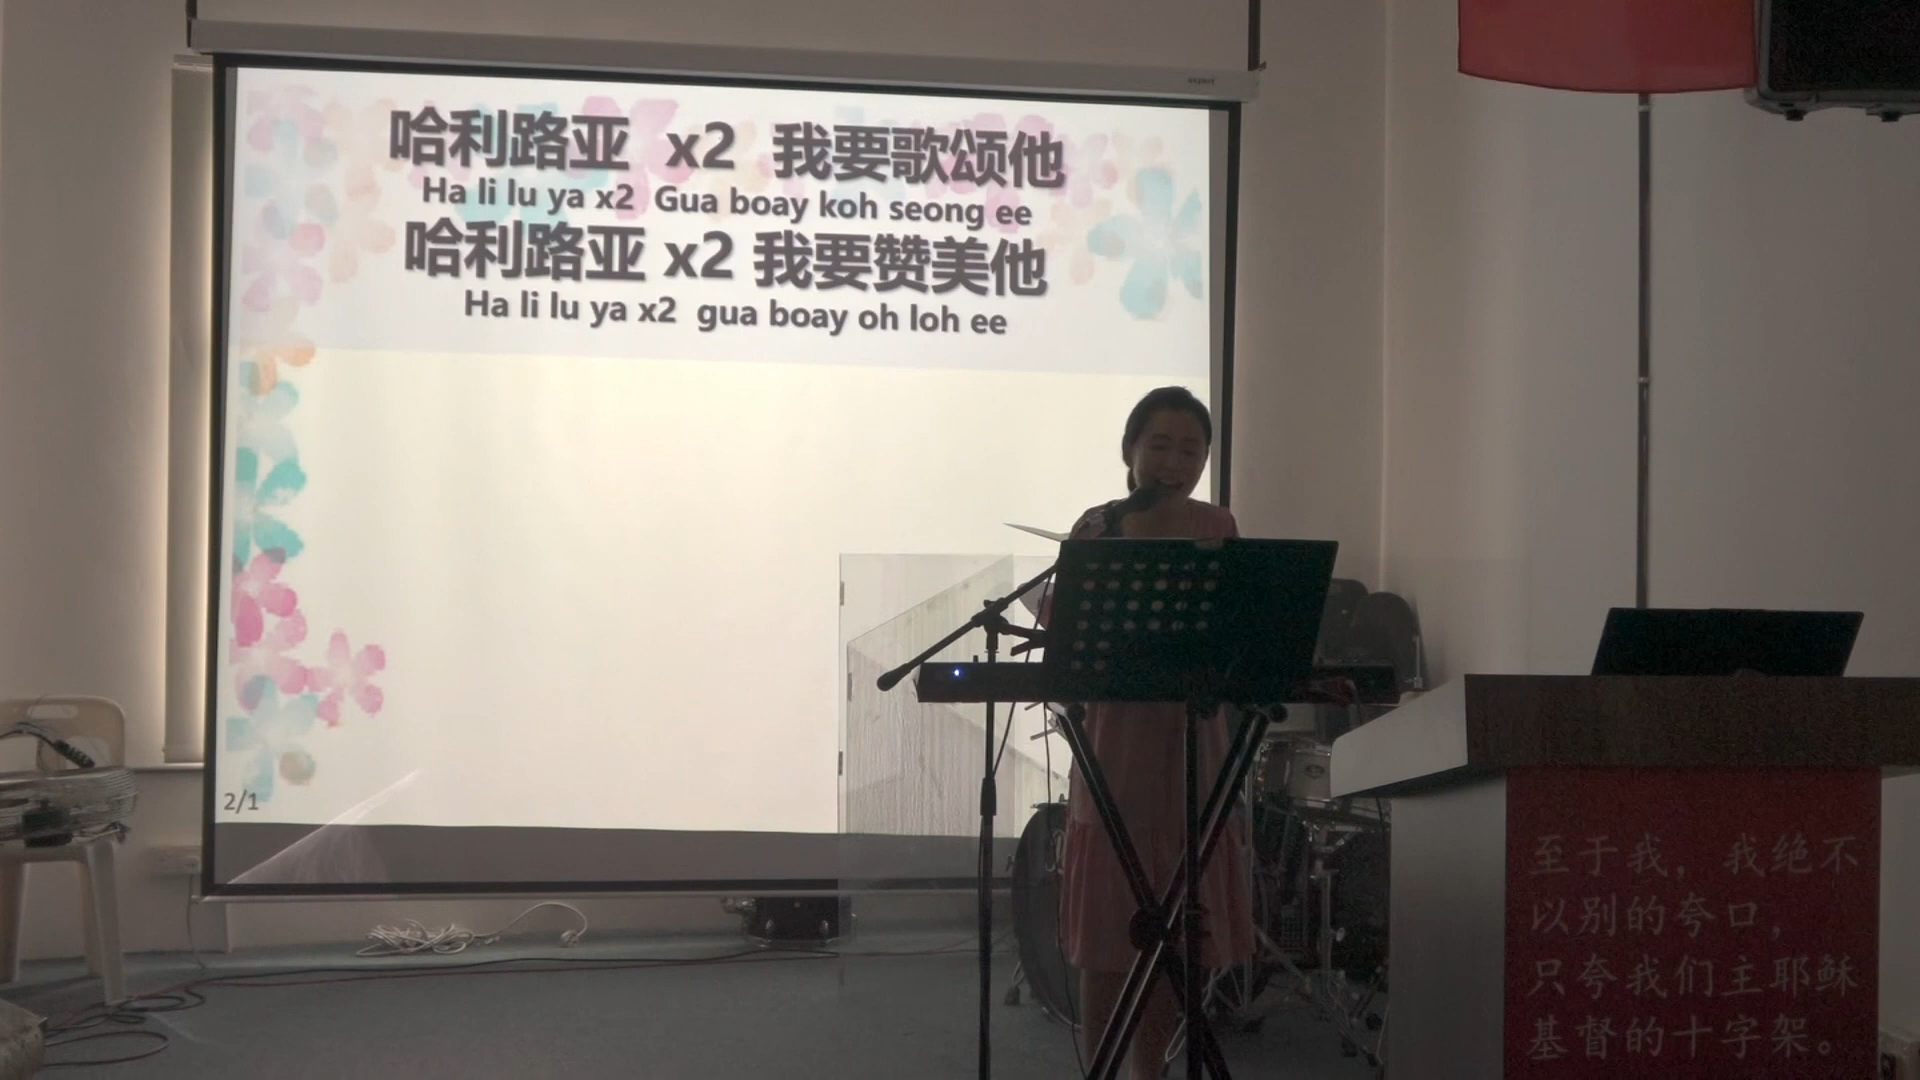 哈利路亚 x2 我要歌颂他
Ha li lu ya x2 Gua boay koh seong ee
哈利路亚 x2 我要赞美他
Ha li lu ya x2 gua boay oh loh ee
2/1
至于我，我绝不
以别的夸口，
只夸我们主耶稣
基督的十字架。